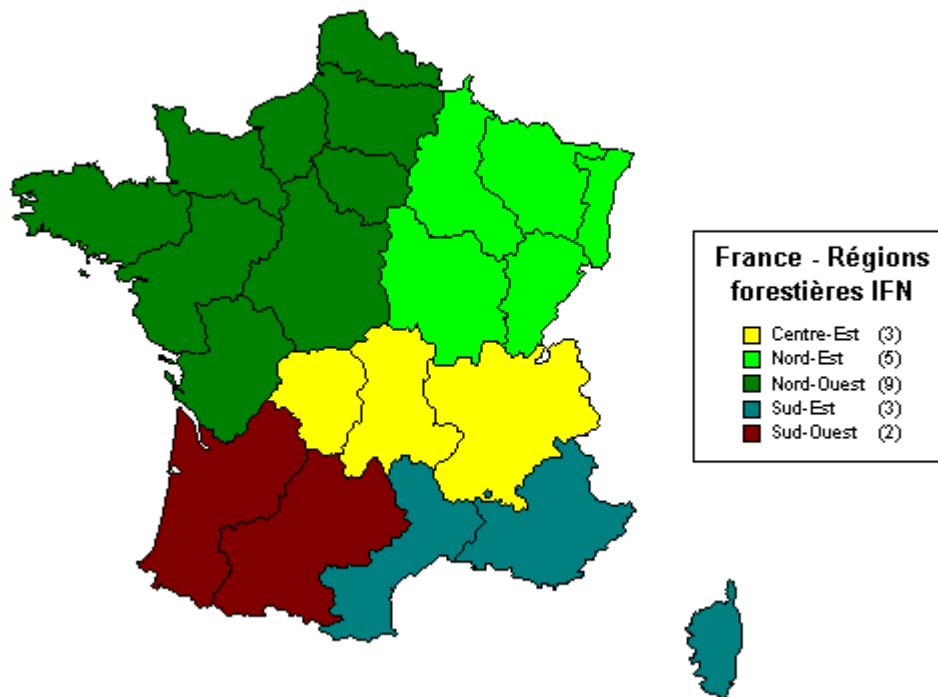 France - Régions
forestières IFN
Centre-Est (3)
Nord-Est (5)
Nord-Ouest (9)
Sud-Est (3)
Sud-Ouest (2)